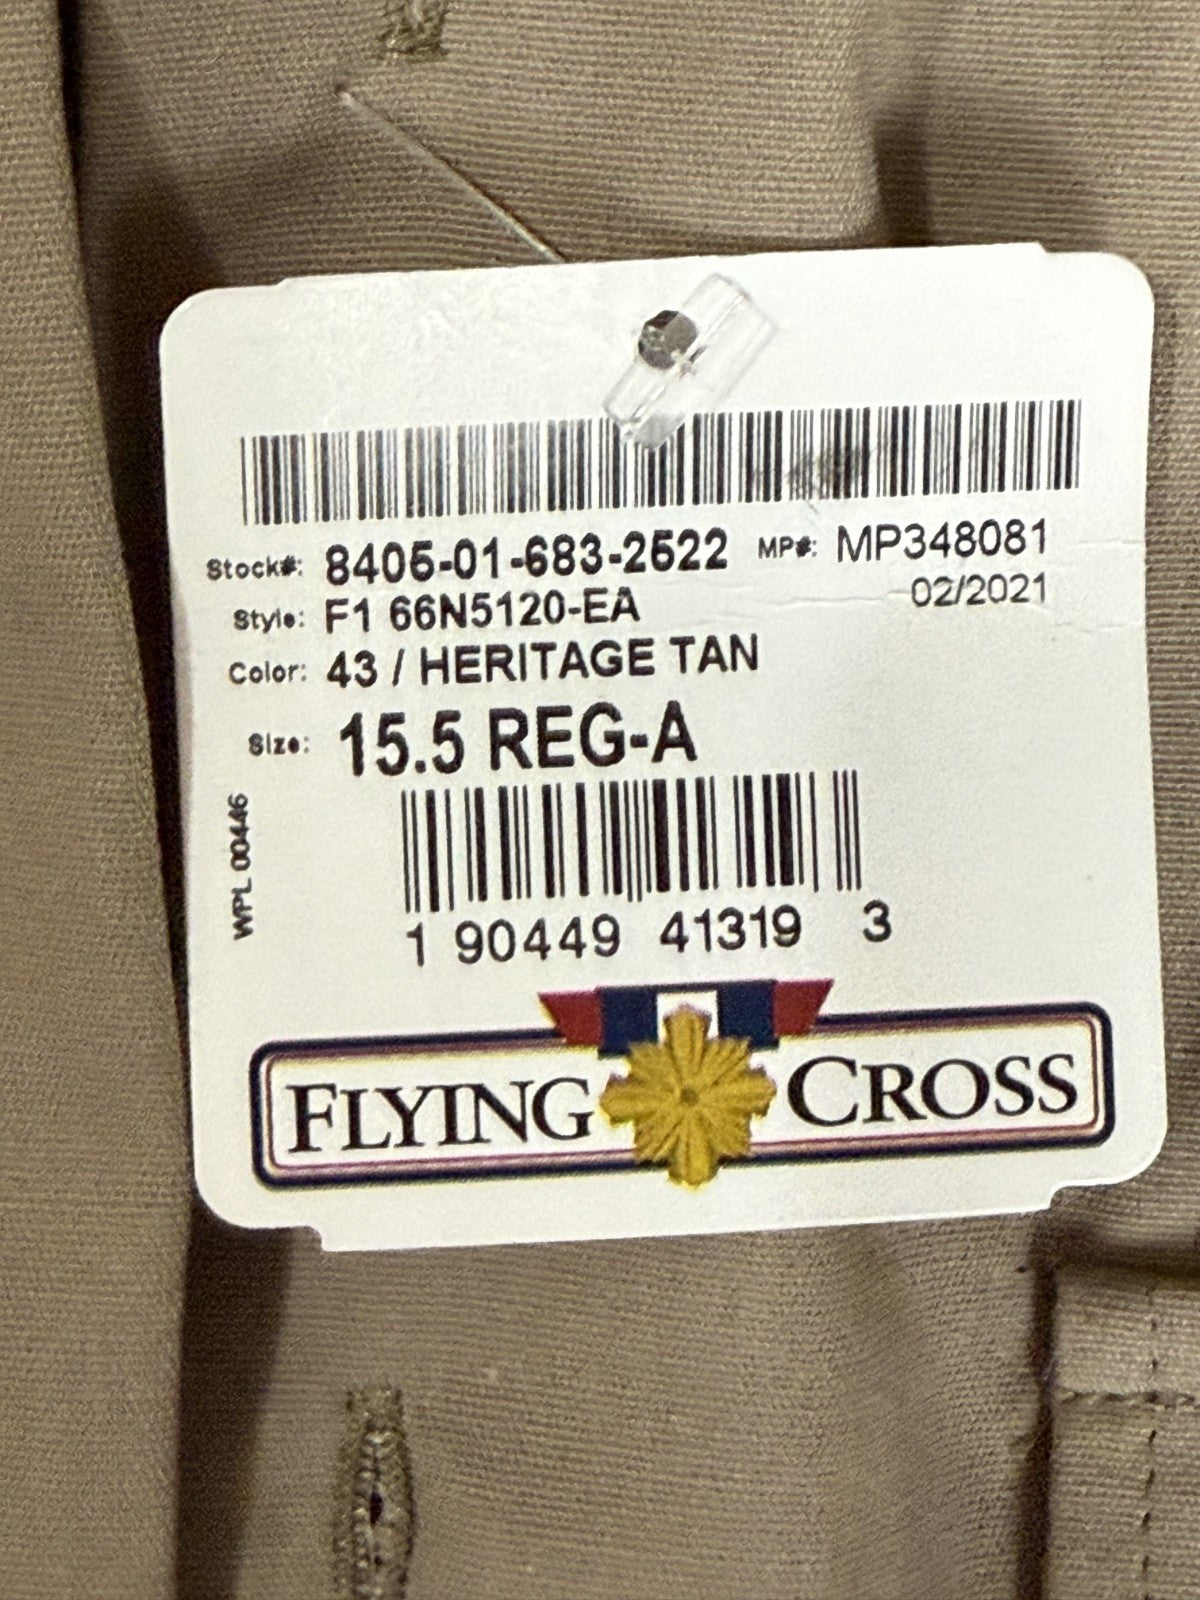 Stock#: 8405-01-683-2522 MP#: MP348081
02/2021
Style: F1 66N5120-EA
Color: 43 / HERITAGE TAN
Size: 15.5 REG-A
WPL 00446
1 90449 41319 3
FLYING CROSS